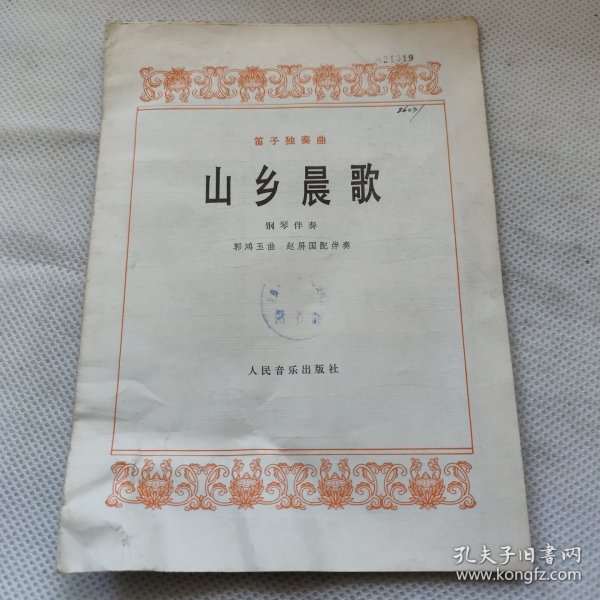 21019
8623/
笛子独奏曲
山乡晨歌
钢琴伴奏
郭鸿玉曲 赵屏国配伴奏
人民音乐出版社
孔夫子旧书网
www.kongfz.com